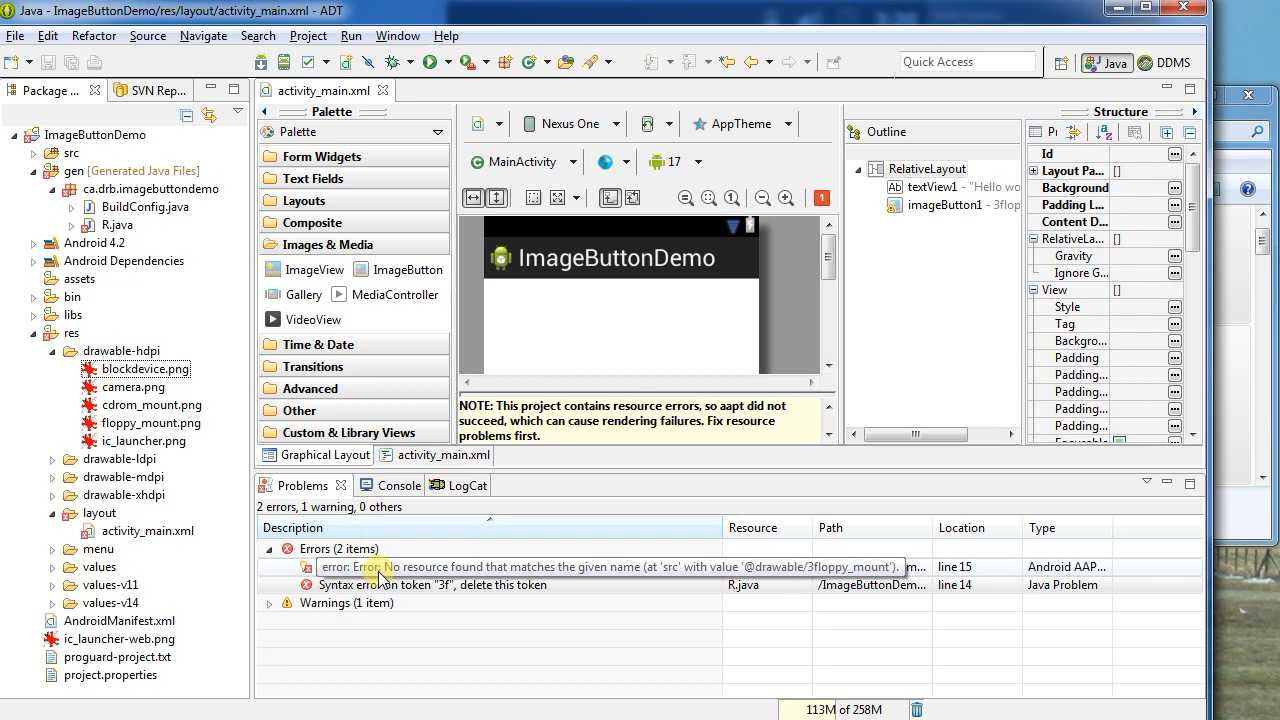 Java - ImageButtonDemo/res/layout/activity_main.xml - ADT
File Edit Refactor Source Navigate Search Project Run Window Help
Quick Access
Java
DDMS
Package ...
SVN Rep...
ImageButtonDemo
src
gen [Generated Java Files]
ca.drb.imagebuttondemo
BuildConfig.java
R.java
Android 4.2
Android Dependencies
assets
bin
libs
res
drawable-hdpi
blockdevice.png
camera.png
cdrom_mount.png
floppy_mount.png
ic_launcher.png
drawable-ldpi
drawable-mdpi
drawable-xhdpi
layout
activity_main.xml
menu
values
values-v11
values-v14
AndroidManifest.xml
ic_launcher-web.png
proguard-project.txt
project.properties
activity_main.xml
Palette
Palette
Form Widgets
Text Fields
Layouts
Composite
Images & Media
ImageView ImageButton
Gallery MediaController
VideoView
Time & Date
Transitions
Advanced
Other
Custom & Library Views
Nexus One
AppTheme
MainActivity
17
1
ImageButtonDemo
NOTE: This project contains resource errors, so aapt did not
succeed, which can cause rendering failures. Fix resource
problems first.
Structure
Outline
RelativeLayout
textView1 - "Hello wo
imageButton1 - 3flop
Id
Layout Pa... []
Background
Padding L...
Content D...
RelativeLa... []
Gravity
Ignore G...
View []
Style
Tag
Backgro...
Padding
Padding...
Padding...
Padding...
Padding...
Graphical Layout
activity_main.xml
Problems
Console
LogCat
2 errors, 1 warning, 0 others
Description Resource Path Location Type
Errors (2 items)
error: Error: No resource found that matches the given name (at 'src' with value '@drawable/3floppy_mount'). m... line 15 Android AAP...
Syntax error on token "3f", delete this token R.java /ImageButtonDem... line 14 Java Problem
Warnings (1 item)
113M of 258M